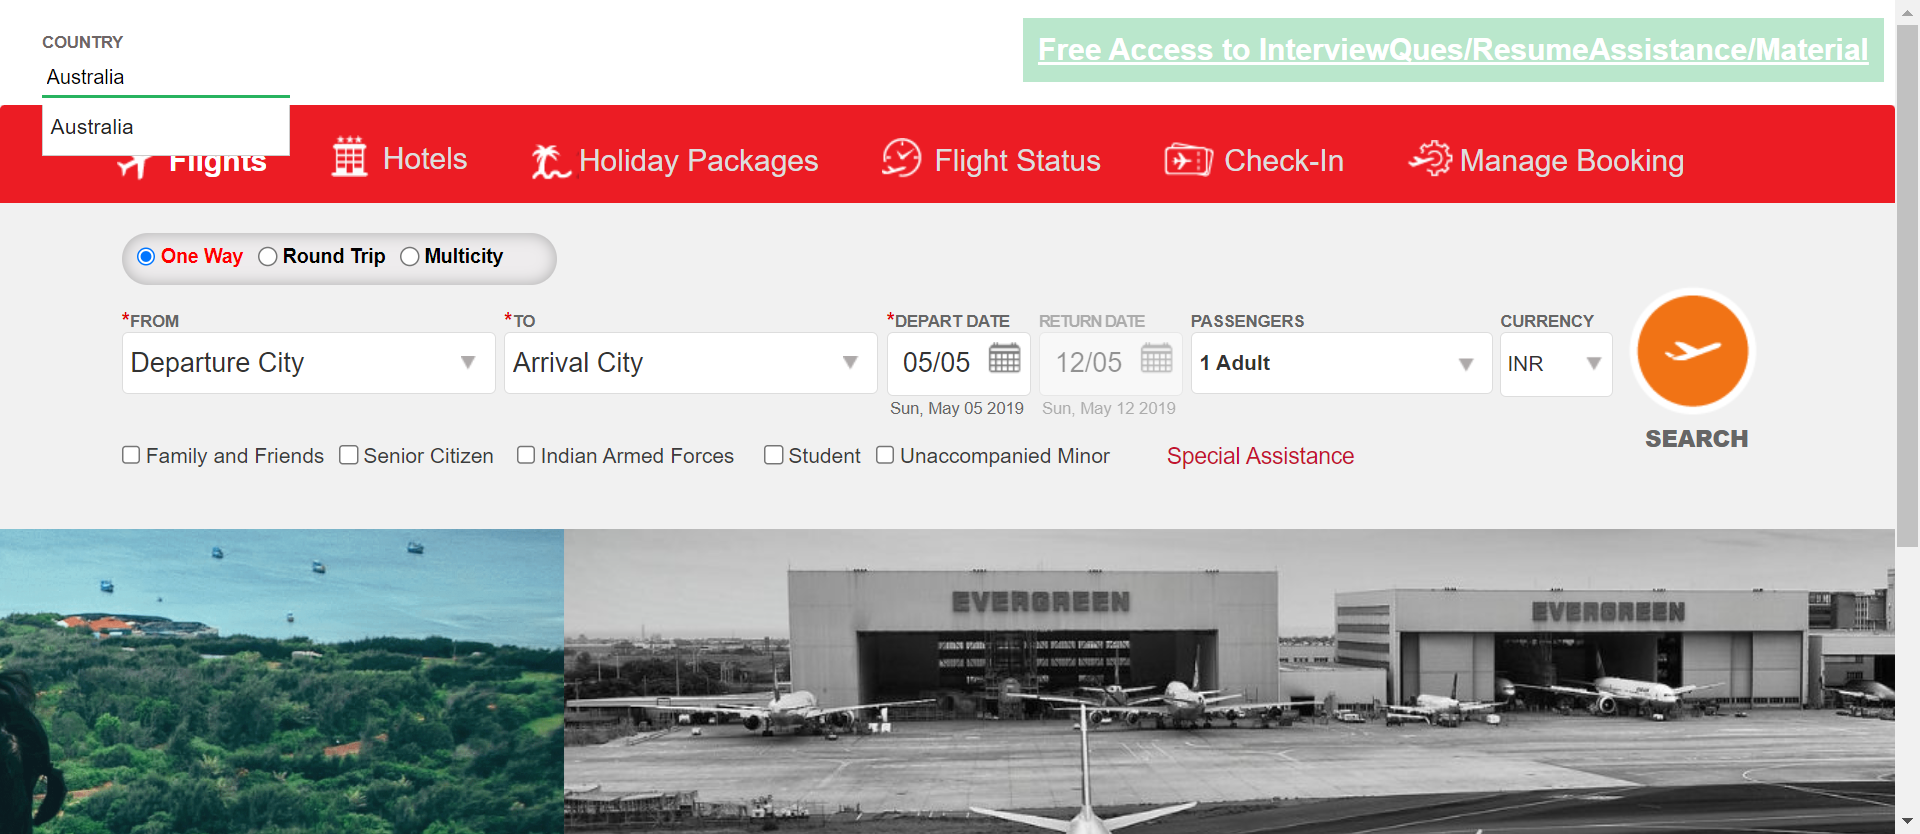 COUNTRY
Australia
Australia
Free Access to InterviewQues/ResumeAssistance/Material
Flights
Hotels
Holiday Packages
Flight Status
Check-In
Manage Booking
One Way
Round Trip
Multicity
*FROM
*TO
*DEPART DATE
RETURN DATE
PASSENGERS
CURRENCY
Departure City
Arrival City
05/05
12/05
1 Adult
INR
Sun, May 05 2019
Sun, May 12 2019
SEARCH
Family and Friends
Senior Citizen
Indian Armed Forces
Student
Unaccompanied Minor
Special Assistance
EVERGREEN
EVERGREEN